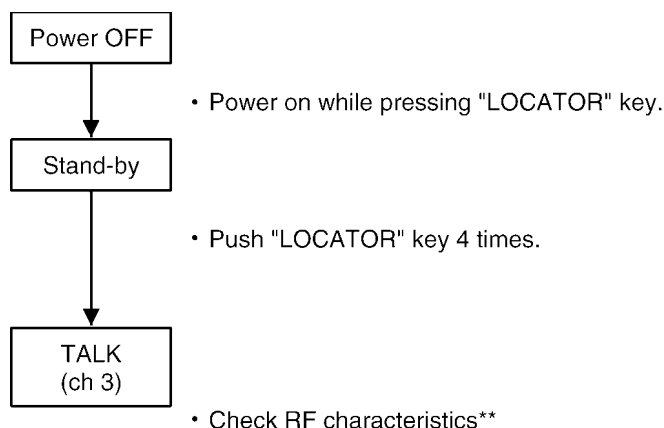 Power OFF
• Power on while pressing "LOCATOR" key.
Stand-by
• Push "LOCATOR" key 4 times.
TALK
(ch 3)
• Check RF characteristics**